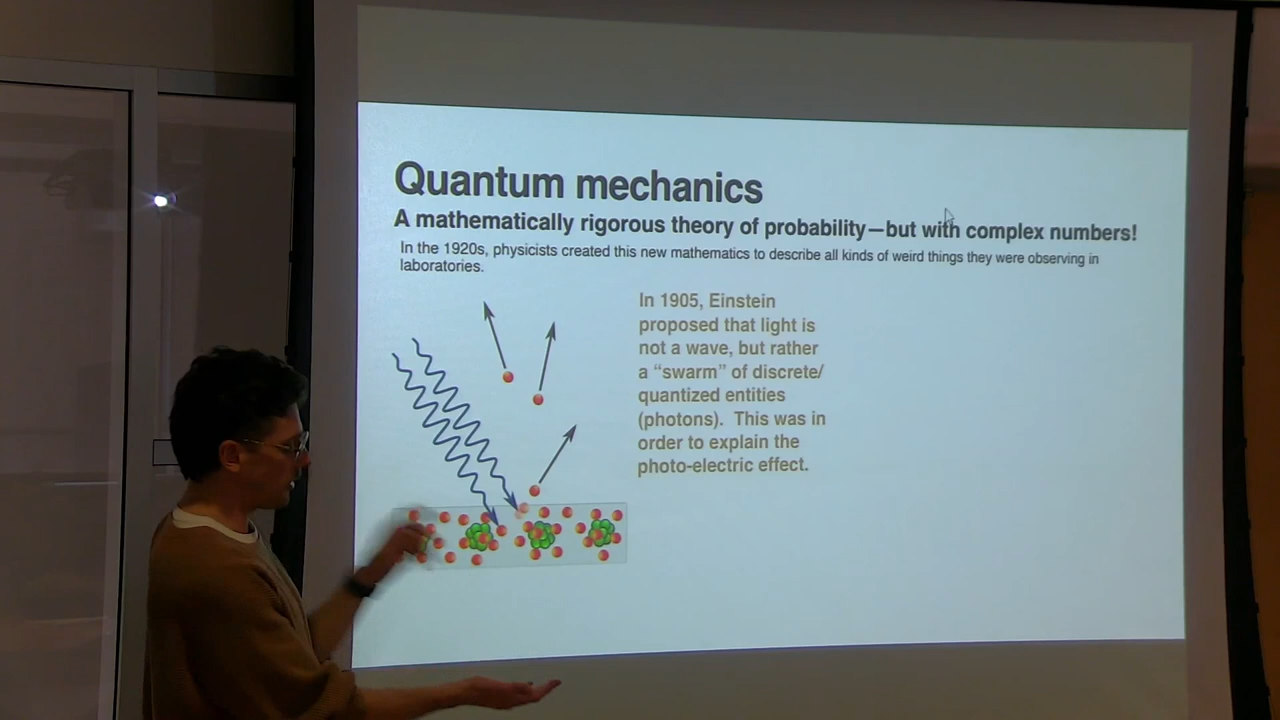 Quantum mechanics
A mathematically rigorous theory of probability—but with complex numbers!
In the 1920s, physicists created this new mathematics to describe all kinds of weird things they were observing in
laboratories.
In 1905, Einstein
proposed that light is
not a wave, but rather
a “swarm” of discrete/
quantized entities
(photons).  This was in
order to explain the
photo-electric effect.